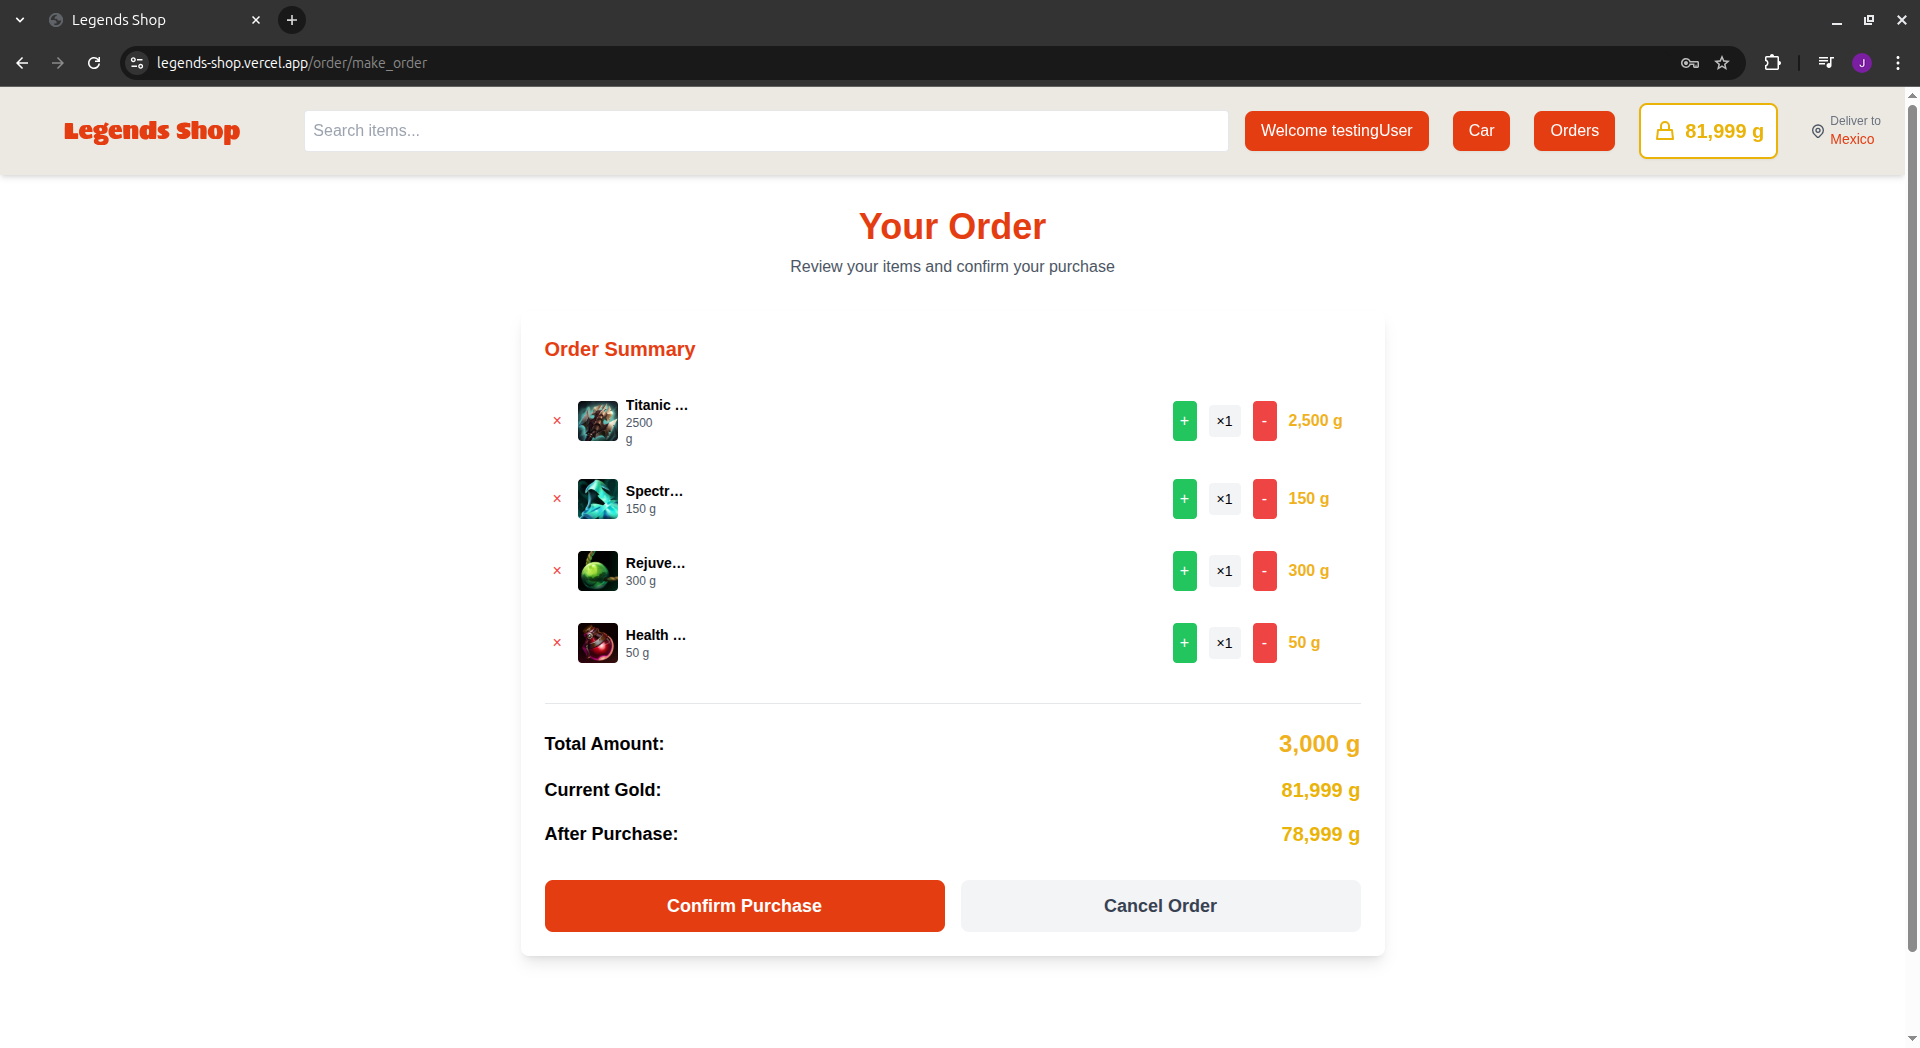 Legends Shop
legends-shop.vercel.app/order/make_order
J
Legends Shop
Search items...
Welcome testingUser
Car
Orders
81,999 g
Deliver to
Mexico
Your Order
Review your items and confirm your purchase
Order Summary
× Titanic ... + ×1 - 2,500 g
2500
g
× Spectr... + ×1 - 150 g
150 g
× Rejuve... + ×1 - 300 g
300 g
× Health ... + ×1 - 50 g
50 g
Total Amount: 3,000 g
Current Gold: 81,999 g
After Purchase: 78,999 g
Confirm Purchase
Cancel Order